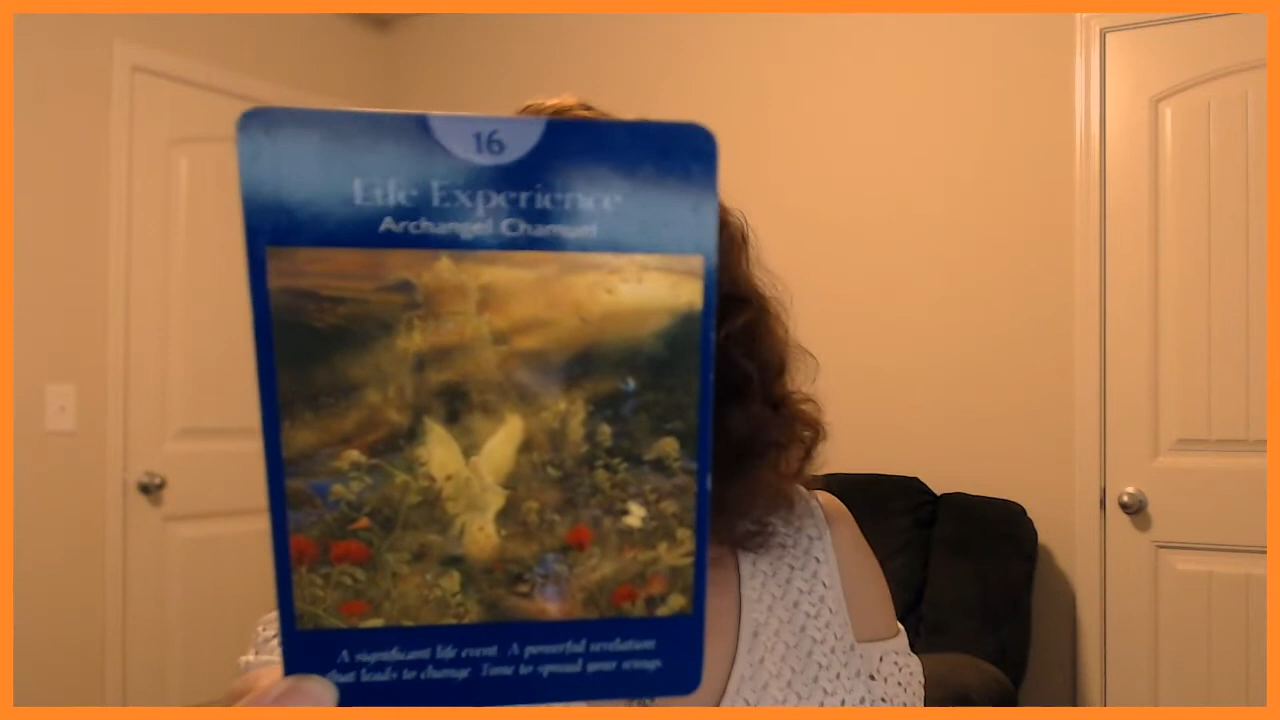 16
Life Experience
Archangel Chamuel
A significant life event. A powerful revelation
that leads to change. Time to spread your wings.